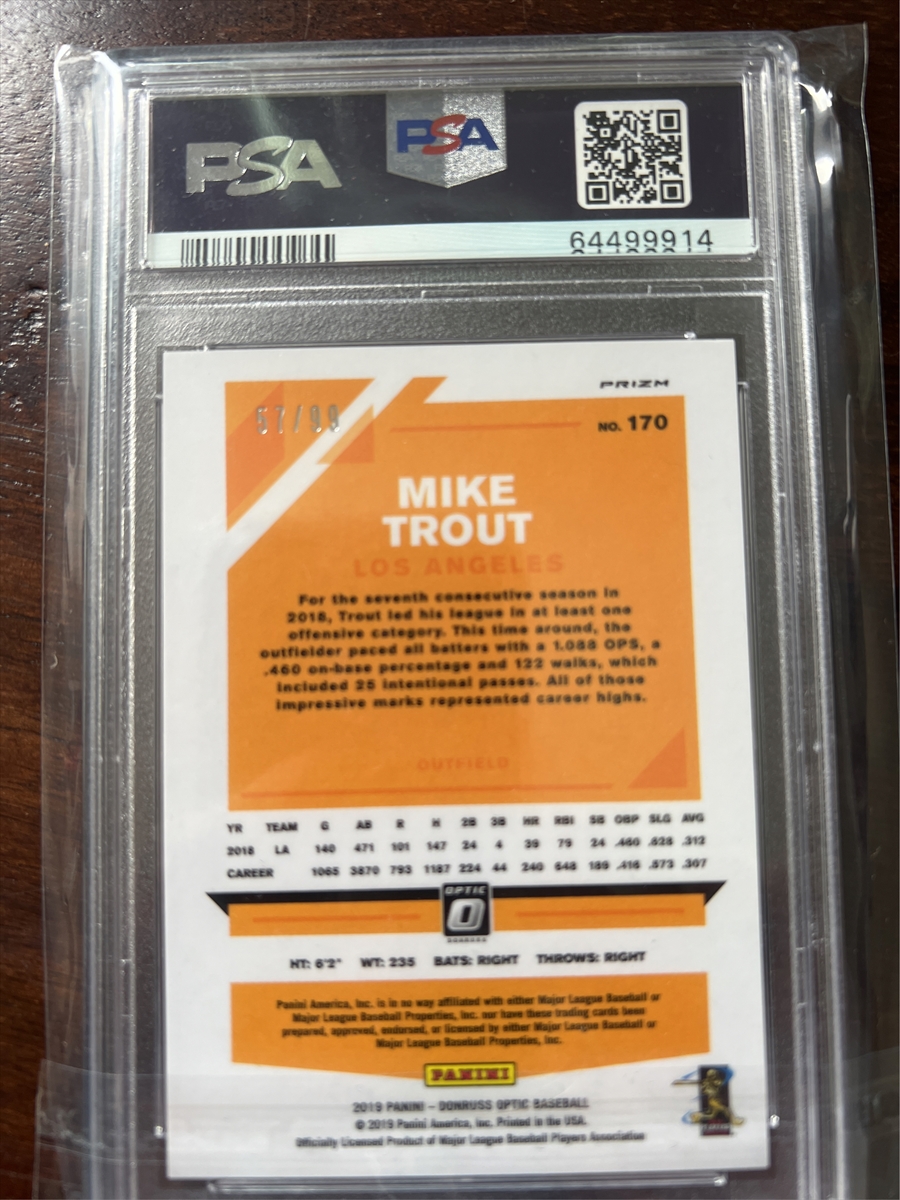 PSA
PSA
64499914
57/99
PRIZM
NO. 170
MIKE
TROUT
LOS ANGELES
For the seventh consecutive season in
2018, Trout led his league in at least one
offensive category. This time around, the
outfielder paced all batters with a 1.088 OPS, a
.460 on-base percentage and 122 walks, which
included 25 intentional passes. All of those
impressive marks represented career highs.
OUTFIELD
YR TEAM G AB R H 2B 3B HR RBI SB OBP SLG AVG
2018 LA 140 471 101 147 24 4 39 79 24 .460 .628 .312
CAREER 1065 3870 793 1187 224 44 240 648 189 .416 .573 .307
OPTIC
DONRUSS
HT: 6'2" WT: 235 BATS: RIGHT THROWS: RIGHT
Panini America, Inc. is in no way affiliated with either Major League Baseball or
Major League Baseball Properties, Inc. nor have these trading cards been
prepared, approved, endorsed, or licensed by either Major League Baseball or
Major League Baseball Properties, Inc.
PANINI
2019 PANINI – DONRUSS OPTIC BASEBALL
© 2019 Panini America, Inc. Printed in the USA.
Officially Licensed Product of Major League Baseball Players Association